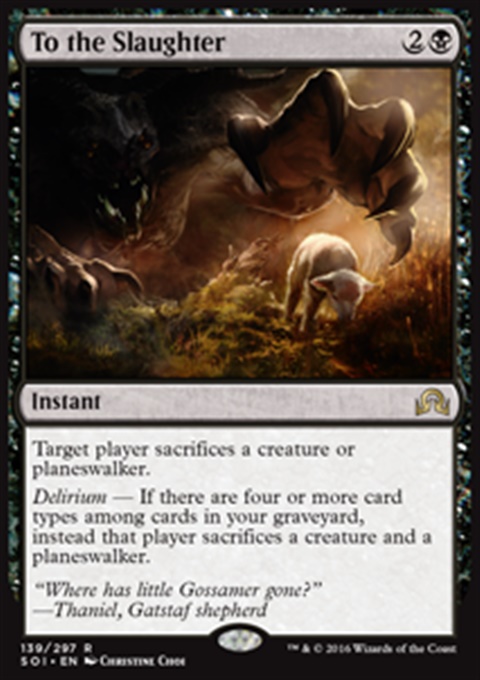 To the Slaughter 2
Instant
Target player sacrifices a creature or
planeswalker.
Delirium — If there are four or more card
types among cards in your graveyard,
instead that player sacrifices a creature and a
planeswalker.
“Where has little Gossamer gone?”
—Thaniel, Gatstaf shepherd
139/297 R
SOI • EN Christine Choi ™ & © 2016 Wizards of the Coast